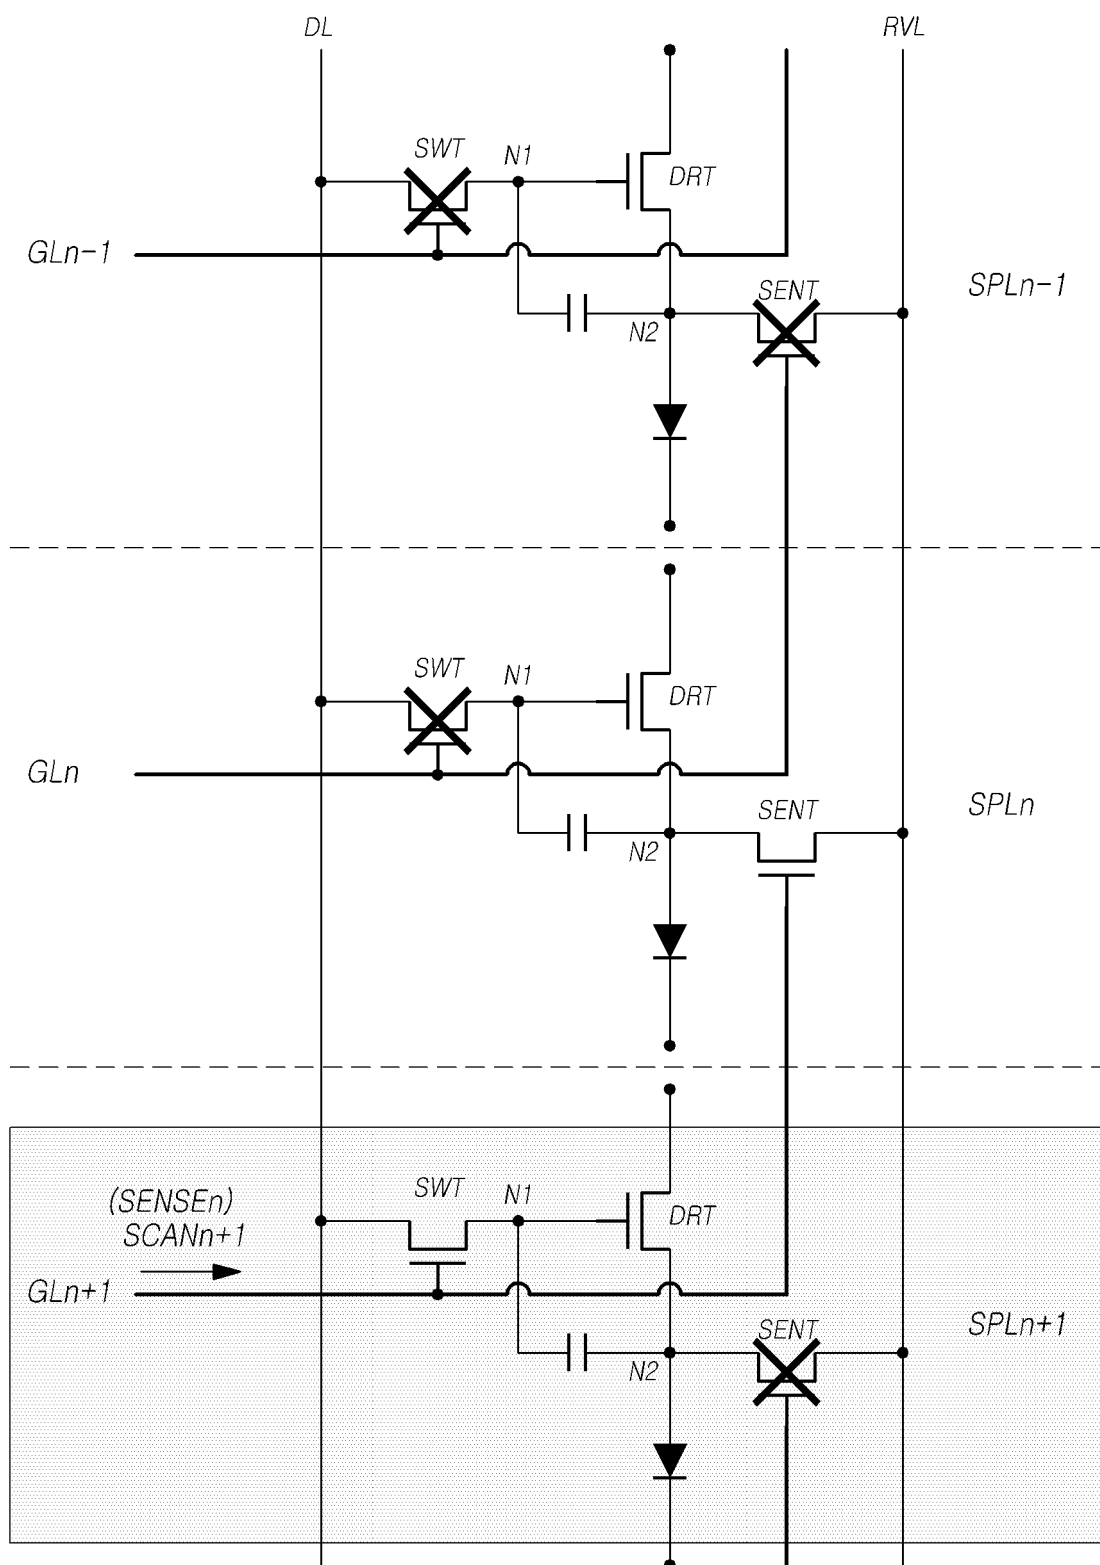 DL
RVL
SWT
N1
DRT
GLn-1
SENT
SPLn-1
N2
SWT
N1
DRT
GLn
SENT
SPLn
N2
(SENSEn)
SCANn+1
SWT
N1
DRT
GLn+1
SENT
SPLn+1
N2